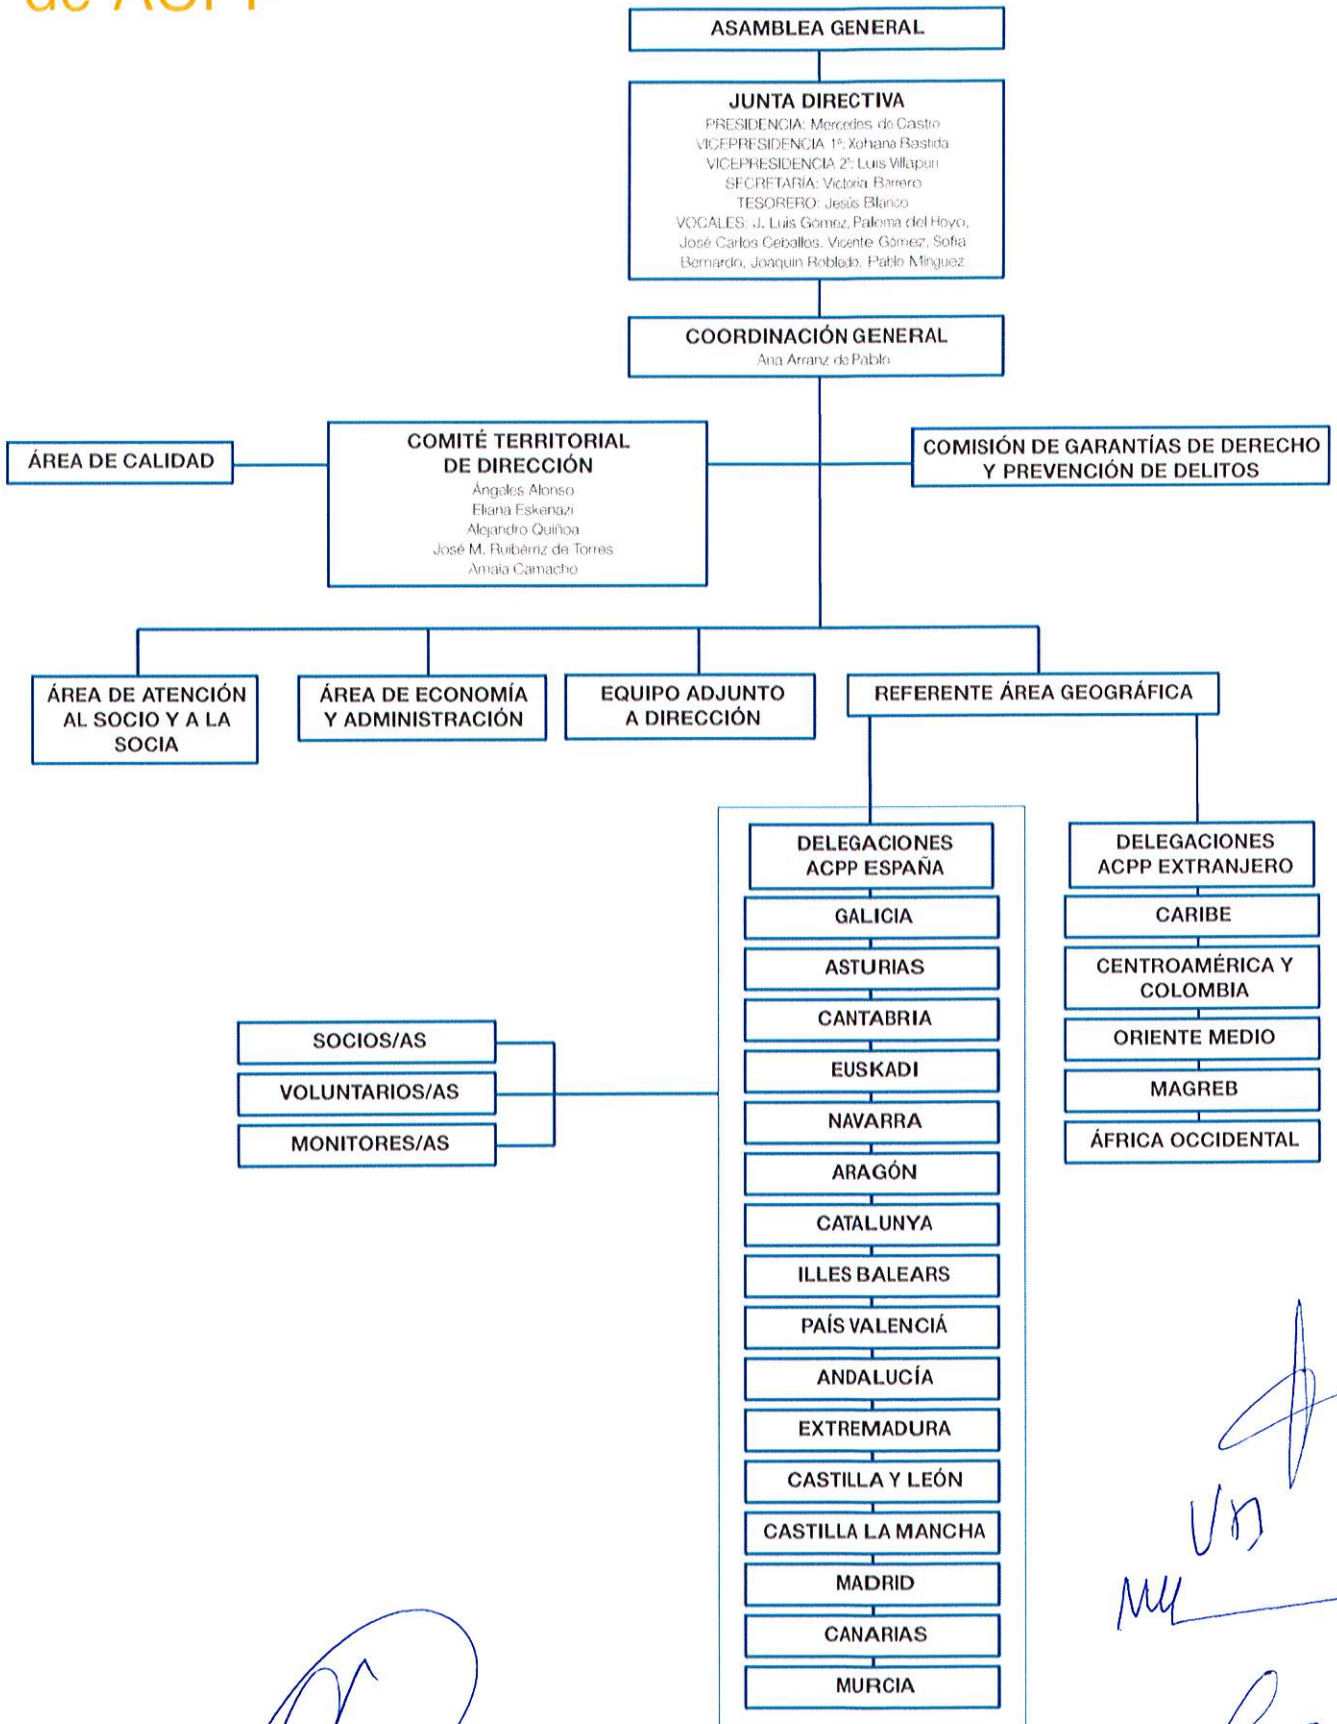 de ACPP
ASAMBLEA GENERAL
JUNTA DIRECTIVA
PRESIDENCIA: Mercedes de Castro
VICEPRESIDENCIA 1ª: Xohana Bastida
VICEPRESIDENCIA 2ª: Luis Villapun
SECRETARÍA: Victoria Barrero
TESORERO: Jesús Blanco
VOCALES: J. Luis Gómez, Paloma del Hoyo,
José Carlos Ceballos, Vicente Gómez, Sofía
Bernardo, Joaquín Robledo, Pablo Mínguez
COORDINACIÓN GENERAL
Ana Arranz de Pablo
ÁREA DE CALIDAD
COMITÉ TERRITORIAL
DE DIRECCIÓN
Ángeles Alonso
Eliana Eskenazi
Alejandro Quiñoa
José M. Ruibérriz de Torres
Amaia Camacho
COMISIÓN DE GARANTÍAS DE DERECHO
Y PREVENCIÓN DE DELITOS
ÁREA DE ATENCIÓN
AL SOCIO Y A LA
SOCIA
ÁREA DE ECONOMÍA
Y ADMINISTRACIÓN
EQUIPO ADJUNTO
A DIRECCIÓN
REFERENTE ÁREA GEOGRÁFICA
DELEGACIONES
ACPP ESPAÑA
GALICIA
ASTURIAS
CANTABRIA
EUSKADI
NAVARRA
ARAGÓN
CATALUNYA
ILLES BALEARS
PAÍS VALENCIÁ
ANDALUCÍA
EXTREMADURA
CASTILLA Y LEÓN
CASTILLA LA MANCHA
MADRID
CANARIAS
MURCIA
DELEGACIONES
ACPP EXTRANJERO
CARIBE
CENTROAMÉRICA Y
COLOMBIA
ORIENTE MEDIO
MAGREB
ÁFRICA OCCIDENTAL
SOCIOS/AS
VOLUNTARIOS/AS
MONITORES/AS